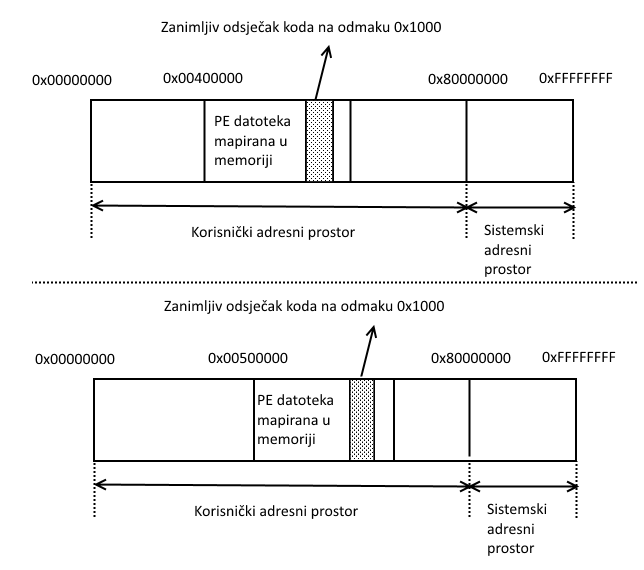 Zanimljiv odsječak koda na odmaku 0x1000
0x00000000 0x00400000 0x80000000 0xFFFFFFFF
PE datoteka
mapirana u
memoriji
Korisnički adresni prostor
Sistemski
adresni
prostor
Zanimljiv odsječak koda na odmaku 0x1000
0x00000000 0x00500000 0x80000000 0xFFFFFFFF
PE datoteka
mapirana u
memoriji
Korisnički adresni prostor
Sistemski
adresni
prostor